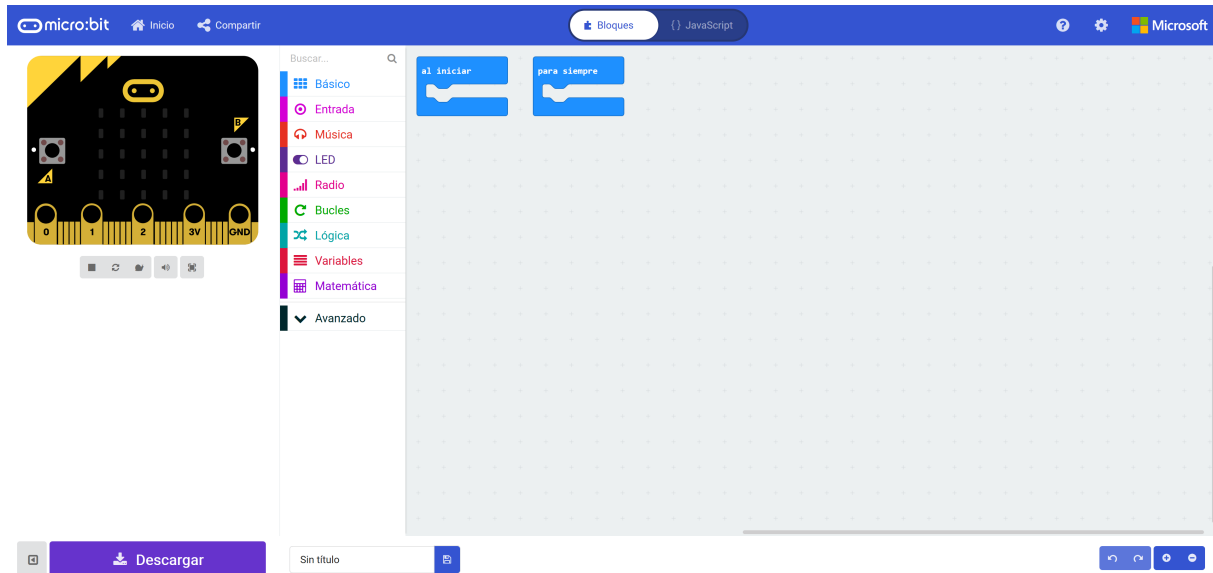 micro:bit Inicio Compartir Bloques {} JavaScript Microsoft
Buscar...
Básico
Entrada
Música
LED
Radio
Bucles
Lógica
Variables
Matemática
Avanzado
al iniciar
para siempre
B
A
0 1 2 3V GND
Descargar
Sin título